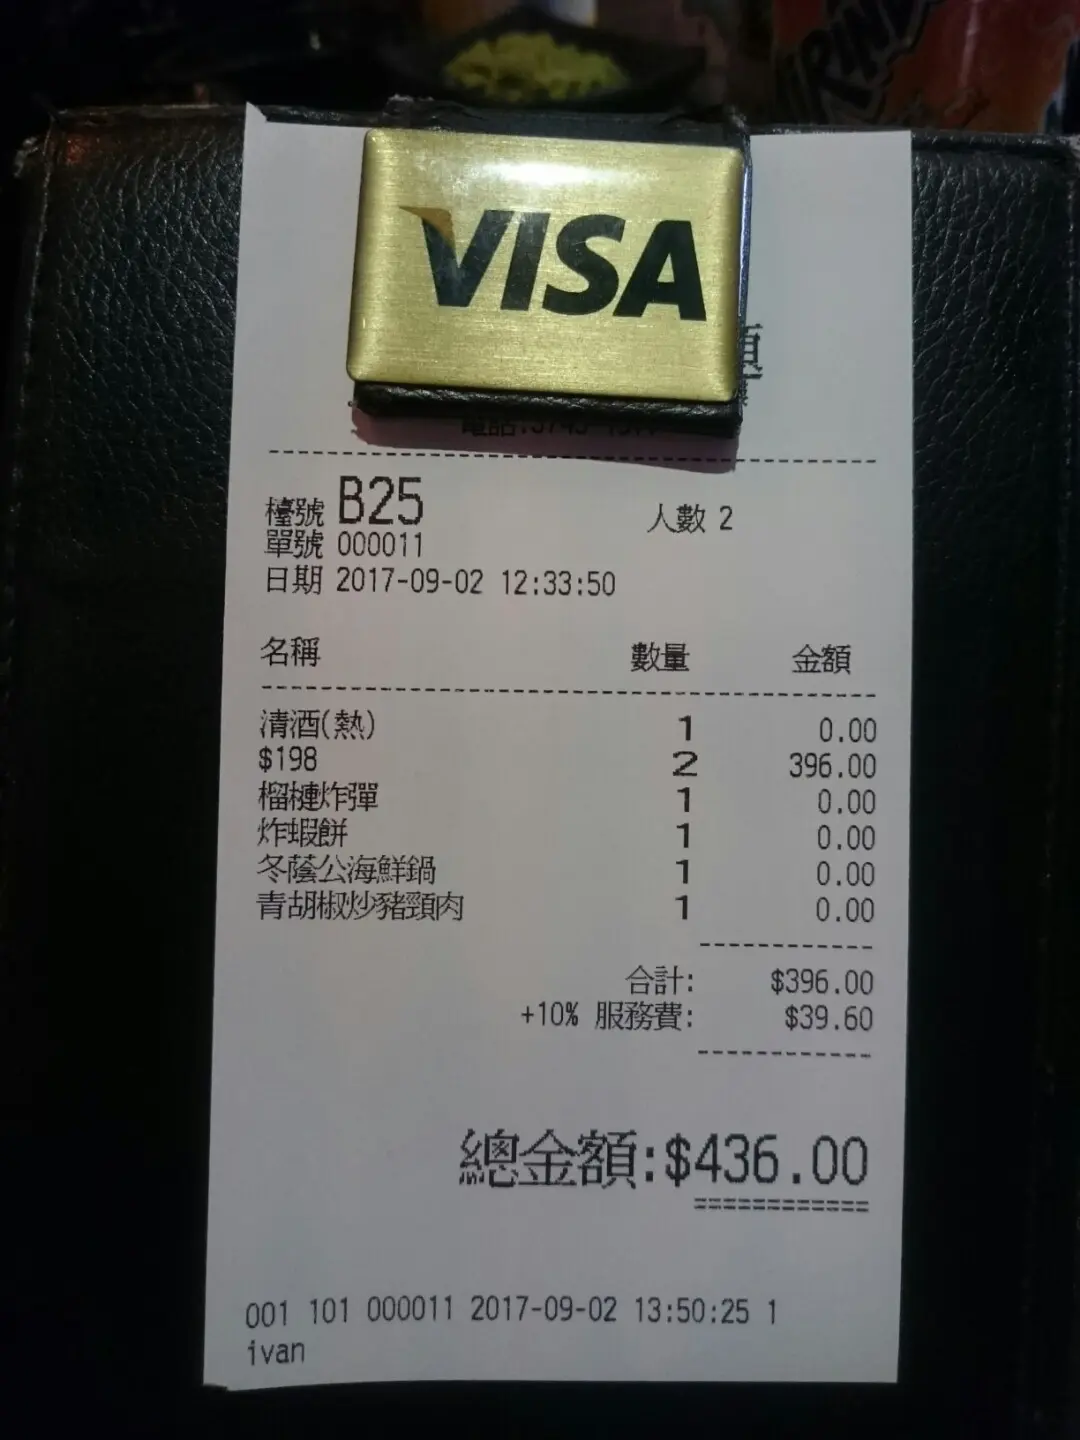 VISA
檯號 B25 人數 2
單號 000011
日期 2017-09-02 12:33:50
名稱 數量 金額
清酒(熱) 1 0.00
$198 2 396.00
榴槤炸彈 1 0.00
炸蝦餅 1 0.00
冬蔭公海鮮鍋 1 0.00
青胡椒炒豬頸肉 1 0.00
合計: $396.00
+10% 服務費: $39.60
總金額:$436.00
001 101 000011 2017-09-02 13:50:25 1
ivan